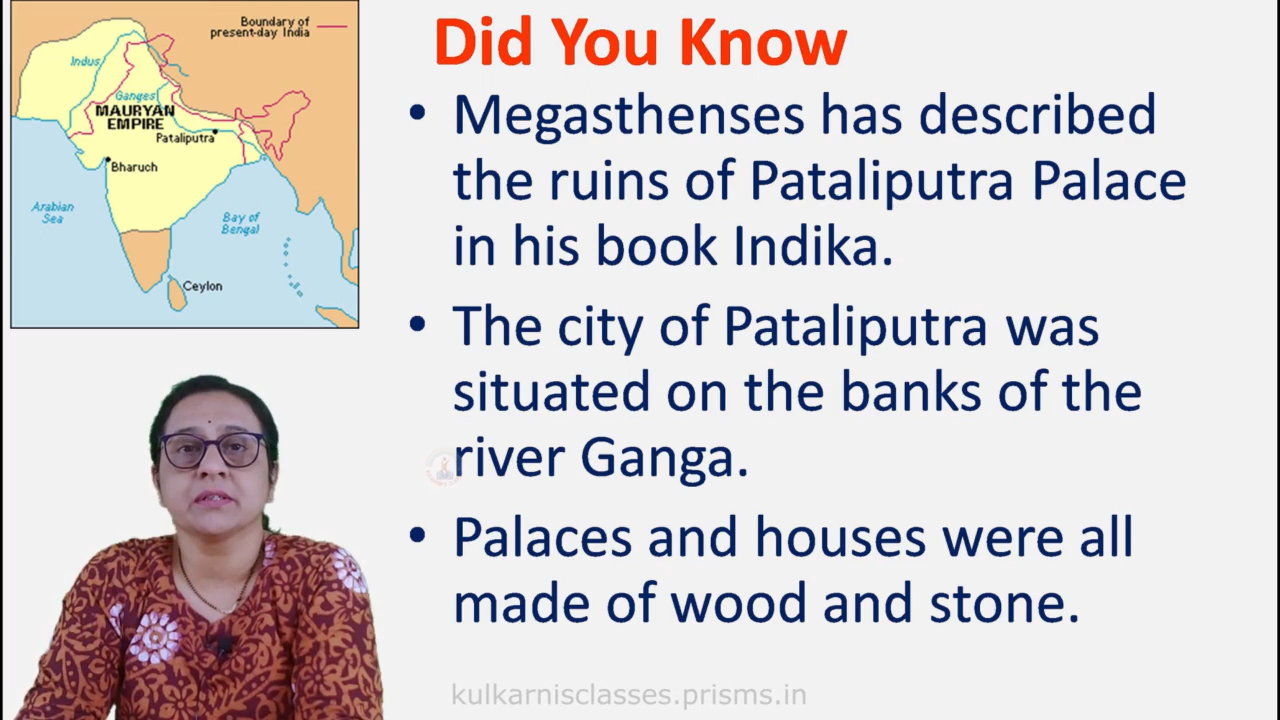 Boundary of
present-day India
Indus
Ganges
MAURYAN
EMPIRE
Pataliputra
Bharuch
Arabian
Sea
Bay of
Bengal
Ceylon
Did You Know
• Megasthenses has described
the ruins of Pataliputra Palace
in his book Indika.
• The city of Pataliputra was
situated on the banks of the
river Ganga.
• Palaces and houses were all
made of wood and stone.
kulkarnisclasses.prisms.in